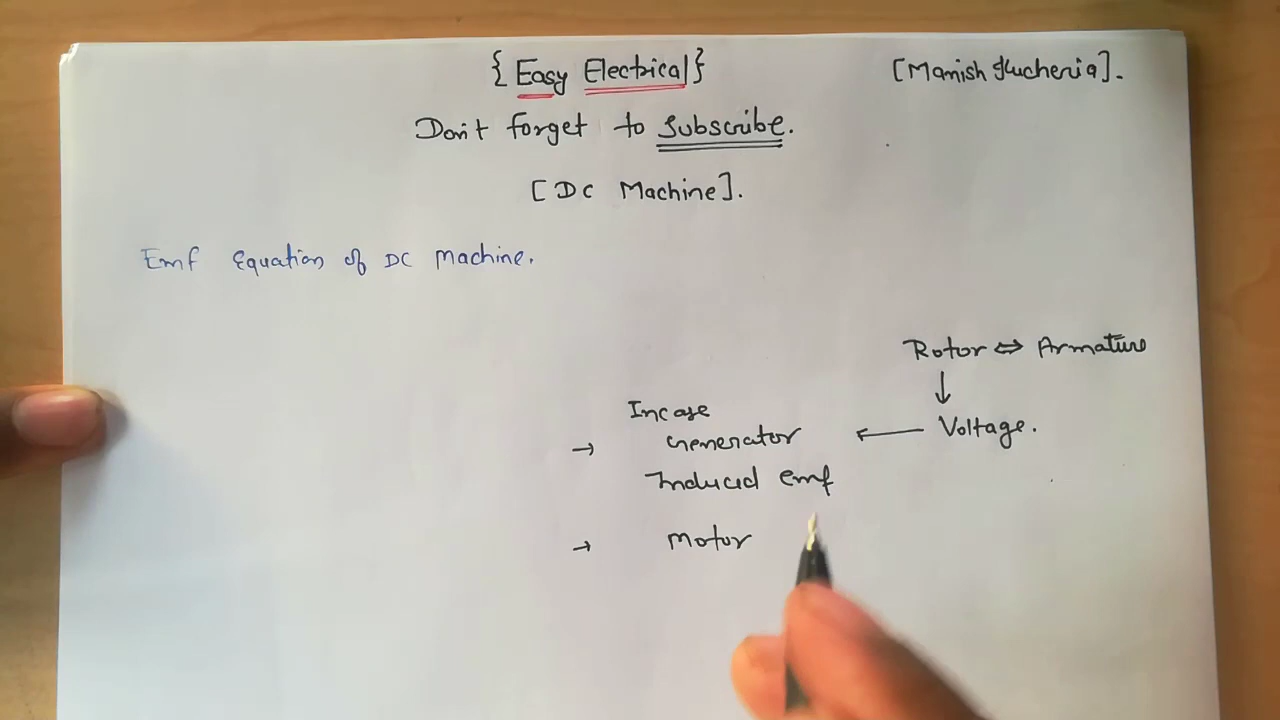 {Easy Electrical}
[Manish Kucheria].
Don't forget to Subscribe.
[DC Machine].
Emf Equation of DC Machine.
Rotor ⇔ Armature
↓
Incase
→ Generator ← Voltage.
Induced emf
→ Motor